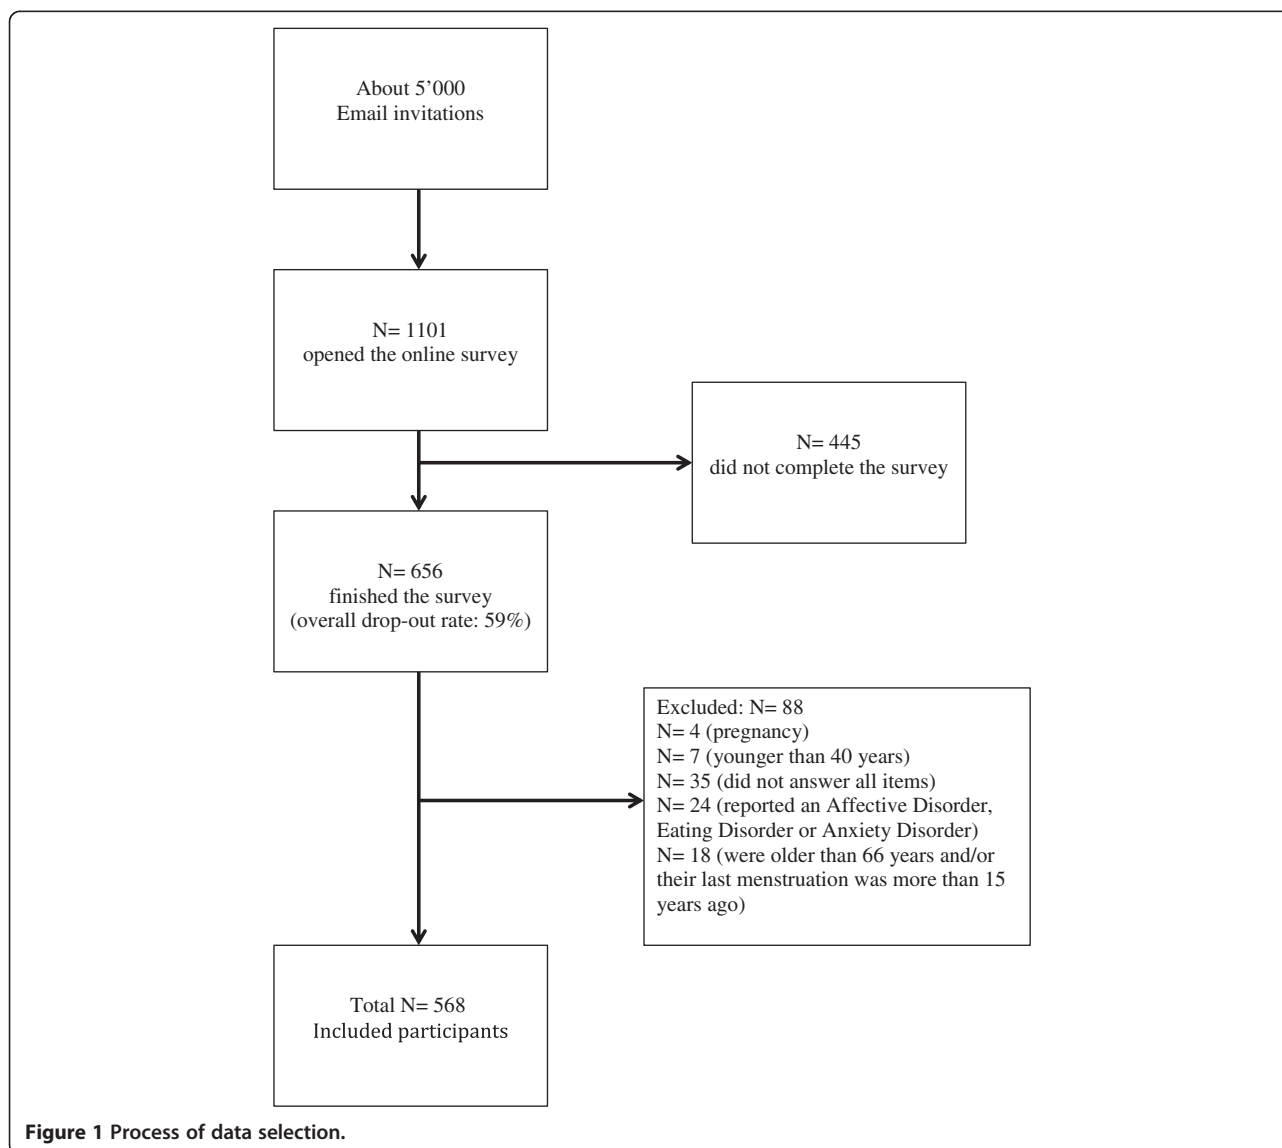 About 5’000
Email invitations
N= 1101
opened the online survey
N= 445
did not complete the survey
N= 656
finished the survey
(overall drop-out rate: 59%)
Excluded: N= 88
N= 4 (pregnancy)
N= 7 (younger than 40 years)
N= 35 (did not answer all items)
N= 24 (reported an Affective Disorder,
Eating Disorder or Anxiety Disorder)
N= 18 (were older than 66 years and/or
their last menstruation was more than 15
years ago)
Total N= 568
Included participants
Figure 1 Process of data selection.